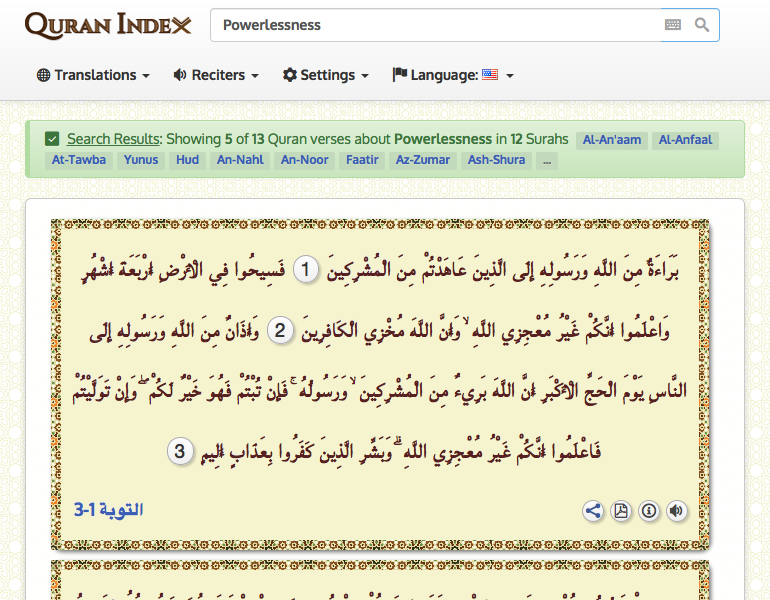 QURAN INDEX
Powerlessness
Translations Reciters Settings Language:
Search Results: Showing 5 of 13 Quran verses about Powerlessness in 12 Surahs Al-An'aam Al-Anfaal
At-Tawba Yunus Hud An-Nahl An-Noor Faatir Az-Zumar Ash-Shura ...
بَرَاءَةٌ مِنَ اللَّهِ وَرَسُولِهِ إِلَى الَّذِينَ عَاهَدْتُمْ مِنَ الْمُشْرِكِينَ 1 فَسِيحُوا فِي الْأَرْضِ أَرْبَعَةَ أَشْهُرٍ
وَاعْلَمُوا أَنَّكُمْ غَيْرُ مُعْجِزِي اللَّهِ ۙ وَأَنَّ اللَّهَ مُخْزِي الْكَافِرِينَ 2 وَأَذَانٌ مِنَ اللَّهِ وَرَسُولِهِ إِلَى
النَّاسِ يَوْمَ الْحَجِّ الْأَكْبَرِ أَنَّ اللَّهَ بَرِيءٌ مِنَ الْمُشْرِكِينَ ۙ وَرَسُولُهُ ۚ فَإِنْ تُبْتُمْ فَهُوَ خَيْرٌ لَكُمْ ۖ وَإِنْ تَوَلَّيْتُمْ
فَاعْلَمُوا أَنَّكُمْ غَيْرُ مُعْجِزِي اللَّهِ ۗ وَبَشِّرِ الَّذِينَ كَفَرُوا بِعَذَابٍ أَلِيمٍ 3
التوبة 1-3